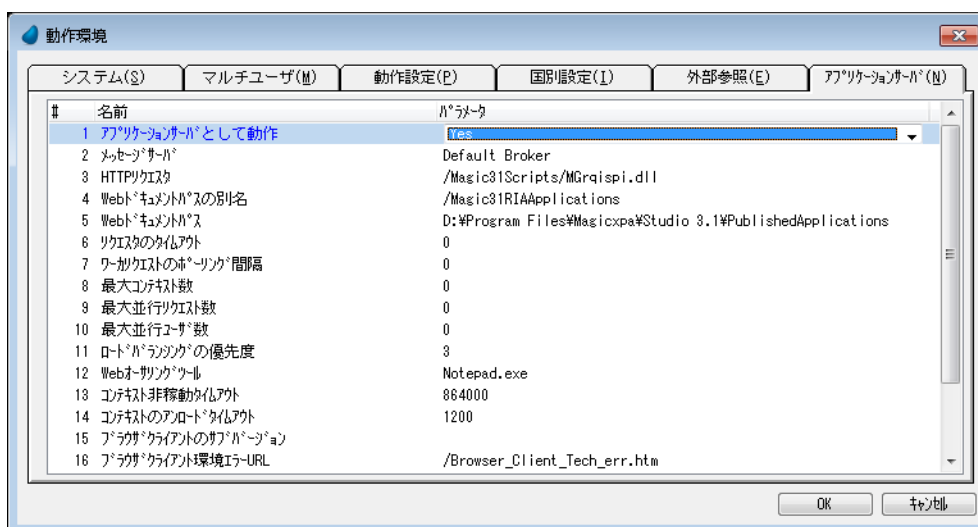 動作環境
システム(S) マルチユーザ(M) 動作設定(P) 国別設定(I) 外部参照(E) ｱﾌﾟﾘｹｰｼｮﾝｻｰﾊﾞ(N)
# 名前 ﾊﾟﾗﾒｰﾀ
1 ｱﾌﾟﾘｹｰｼｮﾝｻｰﾊﾞとして動作 Yes
2 ﾒｯｾｰｼﾞｻｰﾊﾞ Default Broker
3 HTTPﾘｸｴｽﾀ /Magic31Scripts/MGrqispi.dll
4 Webﾄﾞｷｭﾒﾝﾄﾊﾟｽの別名 /Magic31RIAApplications
5 Webﾄﾞｷｭﾒﾝﾄﾊﾟｽ D:¥Program Files¥Magicxpa¥Studio 3.1¥PublishedApplications
6 ﾘｸｴｽﾀのﾀｲﾑｱｳﾄ 0
7 ﾜｰｶﾘｸｴｽﾄのﾎﾟｰﾘﾝｸﾞ間隔 0
8 最大ｺﾝﾃｷｽﾄ数 0
9 最大並行ﾘｸｴｽﾄ数 0
10 最大並行ﾕｰｻﾞ数 0
11 ﾛｰﾄﾞﾊﾞﾗﾝｼﾝｸﾞの優先度 3
12 Webｵｰｻﾘﾝｸﾞﾂｰﾙ Notepad.exe
13 ｺﾝﾃｷｽﾄ非稼動ﾀｲﾑｱｳﾄ 864000
14 ｺﾝﾃｷｽﾄのｱﾝﾛｰﾄﾞﾀｲﾑｱｳﾄ 1200
15 ﾌﾞﾗｳｻﾞｸﾗｲｱﾝﾄのｻﾌﾞﾊﾞｰｼﾞｮﾝ
16 ﾌﾞﾗｳｻﾞｸﾗｲｱﾝﾄ環境ｴﾗｰURL /Browser_Client_Tech_err.htm
OK ｷｬﾝｾﾙ